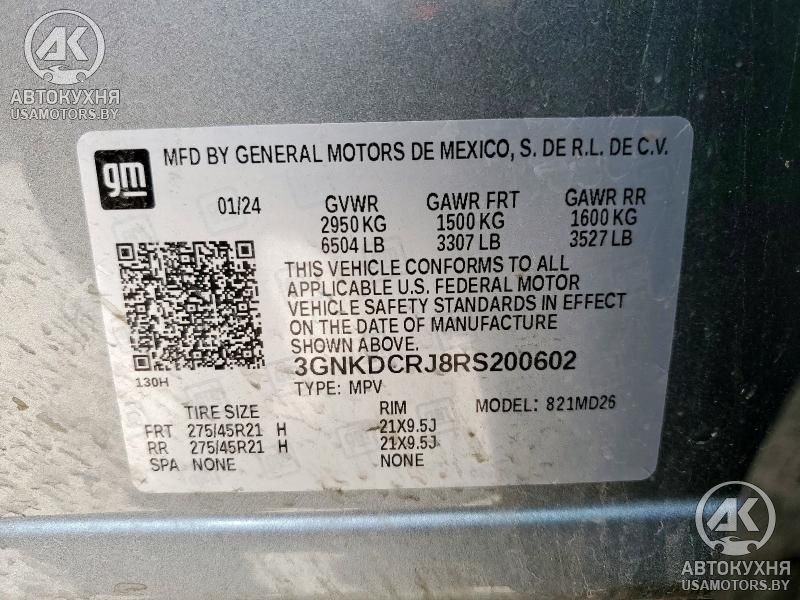 АК
АВТОКУХНЯ
USAMOTORS.BY
gm
MFD BY GENERAL MOTORS DE MEXICO, S. DE R.L. DE C.V.
01/24
GVWR GAWR FRT GAWR RR
2950 KG 1500 KG 1600 KG
6504 LB 3307 LB 3527 LB
THIS VEHICLE CONFORMS TO ALL
APPLICABLE U.S. FEDERAL MOTOR
VEHICLE SAFETY STANDARDS IN EFFECT
ON THE DATE OF MANUFACTURE
SHOWN ABOVE.
3GNKDCRJ8RS200602
130H
TYPE: MPV MODEL: 821MD26
TIRE SIZE RIM
FRT 275/45R21 H 21X9.5J
RR 275/45R21 H 21X9.5J
SPA NONE NONE
АК
АВТОКУХНЯ
USAMOTORS.BY